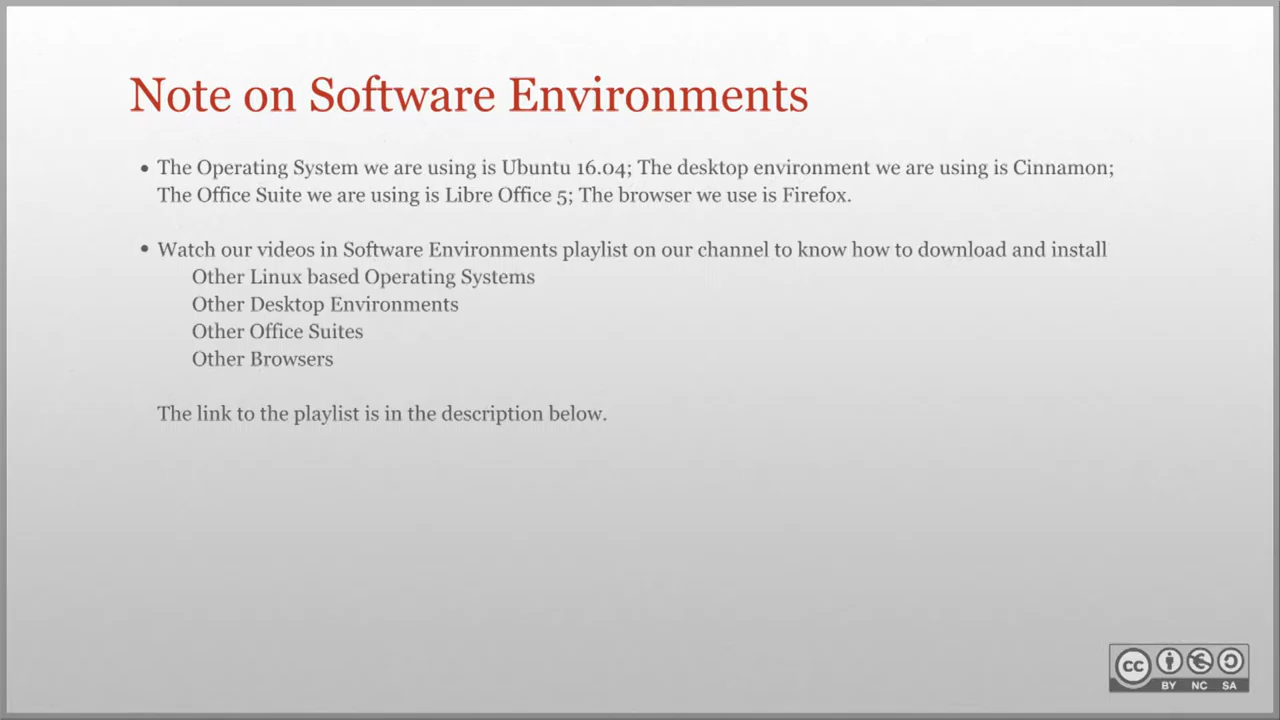 Note on Software Environments
• The Operating System we are using is Ubuntu 16.04; The desktop environment we are using is Cinnamon;
The Office Suite we are using is Libre Office 5; The browser we use is Firefox.
• Watch our videos in Software Environments playlist on our channel to know how to download and install
Other Linux based Operating Systems
Other Desktop Environments
Other Office Suites
Other Browsers
The link to the playlist is in the description below.
cc
BY NC SA